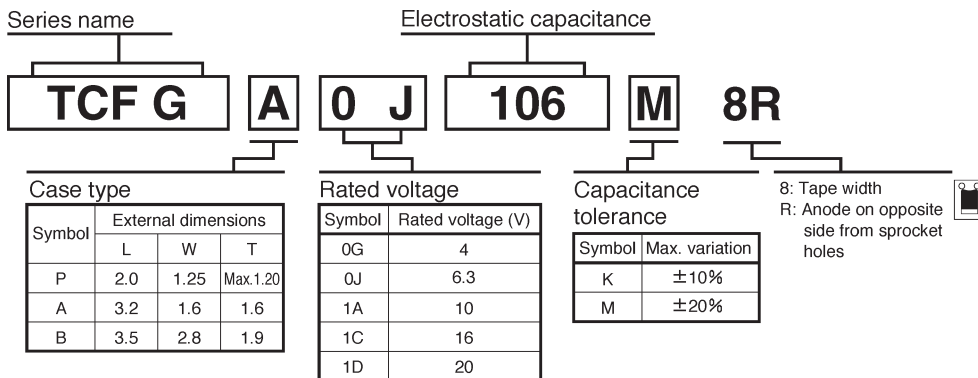 Series name
Electrostatic capacitance
TCF G A 0 J 106 M 8R
Case type
Symbol External dimensions
L W T
P 2.0 1.25 Max.1.20
A 3.2 1.6 1.6
B 3.5 2.8 1.9
Rated voltage
Symbol Rated voltage (V)
0G 4
0J 6.3
1A 10
1C 16
1D 20
Capacitance
tolerance
Symbol Max. variation
K ±10%
M ±20%
8: Tape width
R: Anode on opposite
side from sprocket
holes